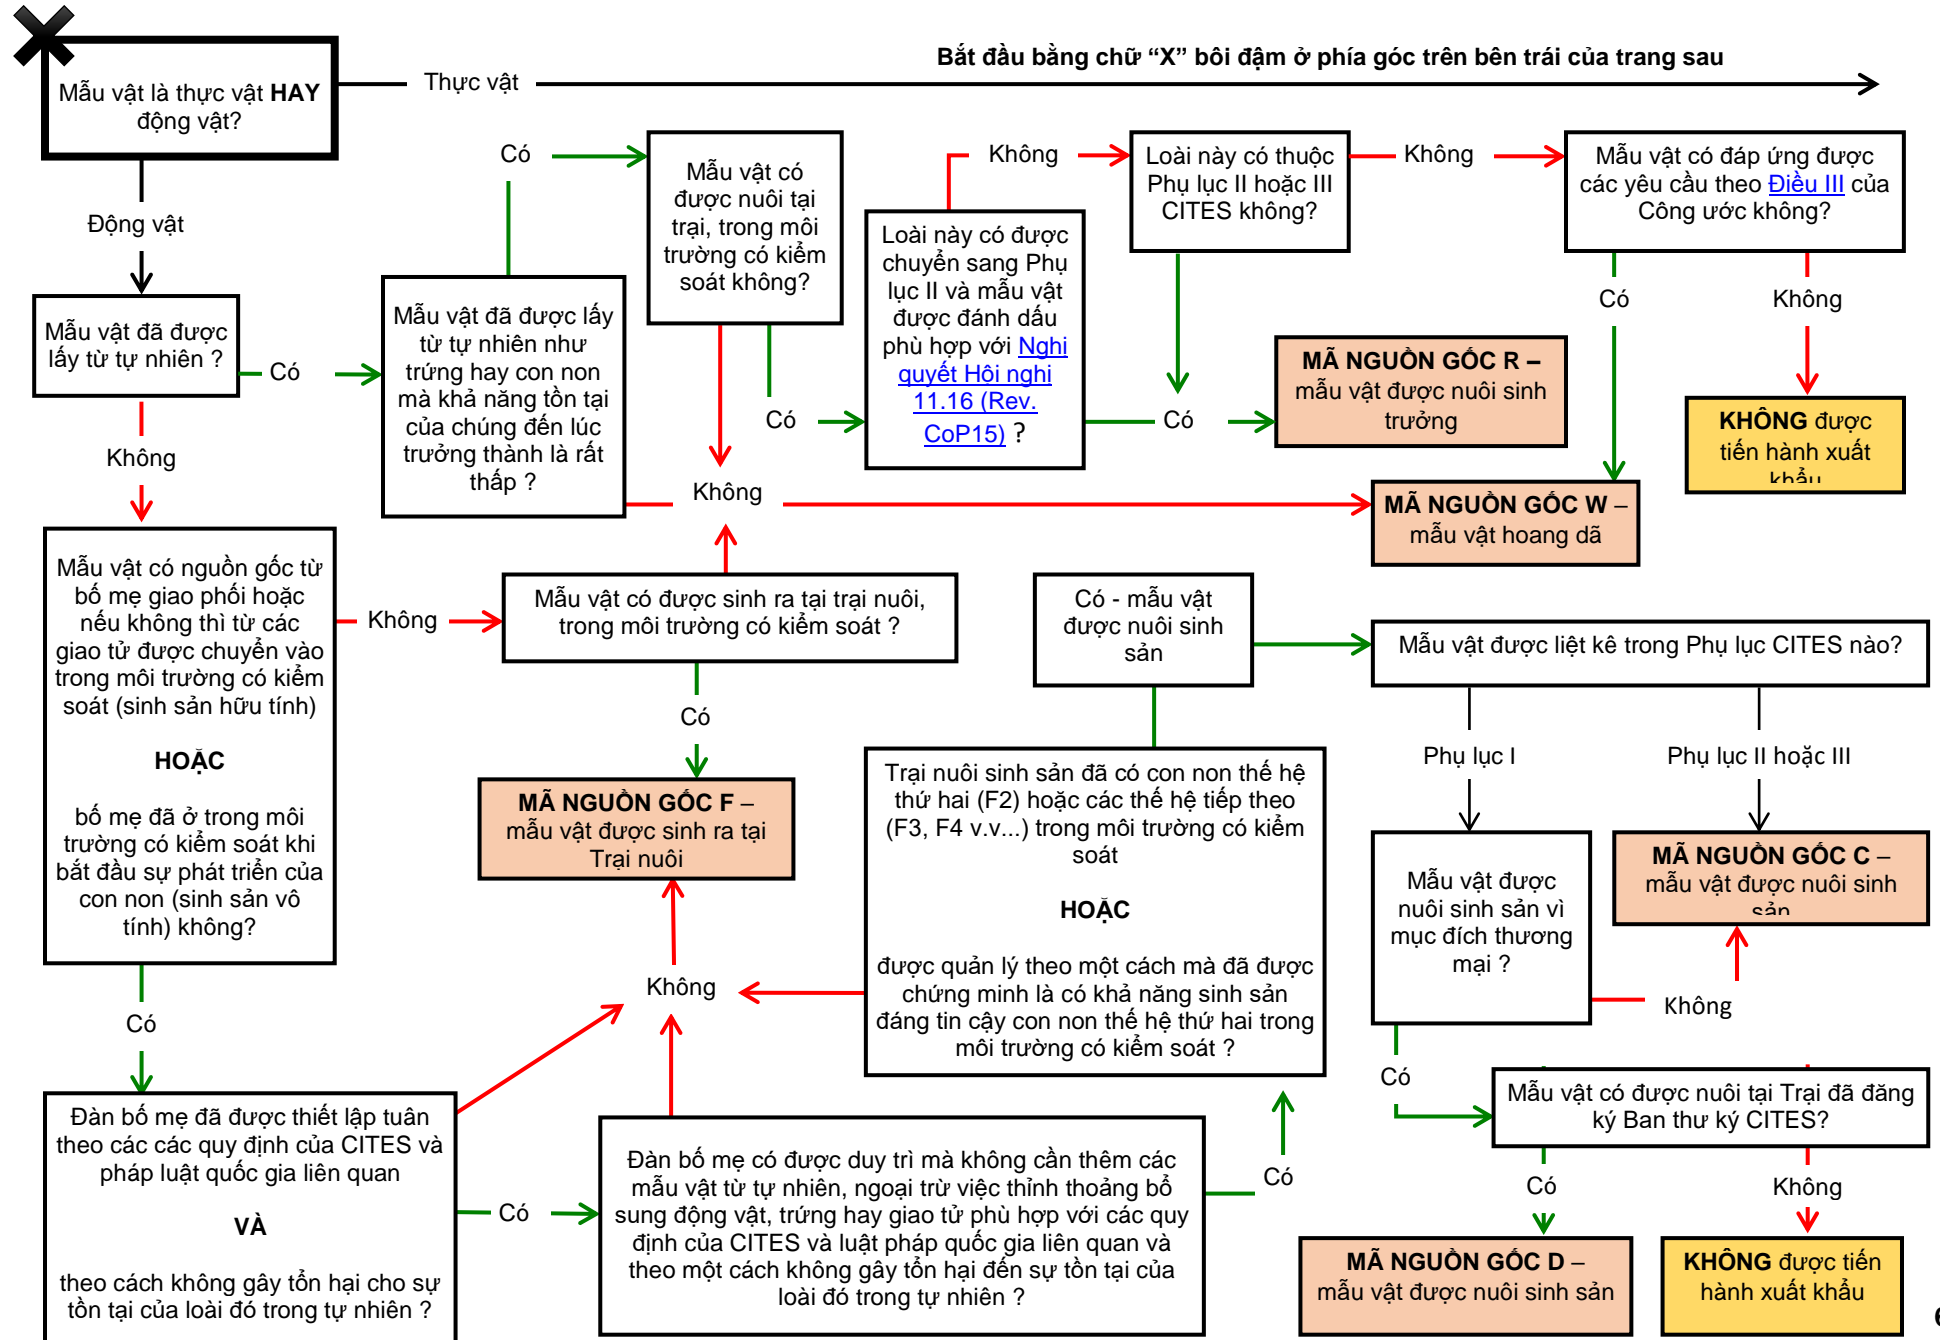 Bắt đầu bằng chữ “X” bôi đậm ở phía góc trên bên trái của trang sau
Mẫu vật là thực vật HAY
động vật?
Thực vật
Động vật
Mẫu vật đã được
lấy từ tự nhiên ?
Có
Không
Mẫu vật đã được lấy
từ tự nhiên như
trứng hay con non
mà khả năng tồn tại
của chúng đến lúc
trưởng thành là rất
thấp ?
Có
Mẫu vật có
được nuôi tại
trại, trong môi
trường có kiểm
soát không?
Không
Có
Loài này có được
chuyển sang Phụ
lục II và mẫu vật
được đánh dấu
phù hợp với Nghi
quyết Hôi nghi
11.16 (Rev.
CoP15) ?
Không
Loài này có thuộc
Phụ lục II hoặc III
CITES không?
Không
Có
Mẫu vật có đáp ứng được
các yêu cầu theo Điều III của
Công ước không?
Có
Không
MÃ NGUỒN GỐC R –
mẫu vật được nuôi sinh
trưởng
KHÔNG được
tiến hành xuất
khẩu
MÃ NGUỒN GỐC W –
mẫu vật hoang dã
Mẫu vật có nguồn gốc từ
bố mẹ giao phối hoặc
nếu không thì từ các
giao tử được chuyển vào
trong môi trường có kiểm
soát (sinh sản hữu tính)
HOẶC
bố mẹ đã ở trong môi
trường có kiểm soát khi
bắt đầu sự phát triển của
con non (sinh sản vô
tính) không?
Không
Có
Mẫu vật có được sinh ra tại trại nuôi,
trong môi trường có kiểm soát ?
Có
MÃ NGUỒN GỐC F –
mẫu vật được sinh ra tại
Trại nuôi
Không
Có - mẫu vật
được nuôi sinh
sản
Mẫu vật được liệt kê trong Phụ lục CITES nào?
Phụ lục I
Phụ lục II hoặc III
Trại nuôi sinh sản đã có con non thế hệ
thứ hai (F2) hoặc các thế hệ tiếp theo
(F3, F4 v.v...) trong môi trường có kiểm
soát
HOẶC
được quản lý theo một cách mà đã được
chứng minh là có khả năng sinh sản
đáng tin cậy con non thế hệ thứ hai trong
môi trường có kiểm soát ?
Mẫu vật được
nuôi sinh sản vì
mục đích thương
mại ?
MÃ NGUỒN GỐC C –
mẫu vật được nuôi sinh
sản
Không
Có
Mẫu vật có được nuôi tại Trại đã đăng
ký Ban thư ký CITES?
Có
Không
Đàn bố mẹ đã được thiết lập tuân
theo các các quy định của CITES và
pháp luật quốc gia liên quan
VÀ
theo cách không gây tổn hại cho sự
tồn tại của loài đó trong tự nhiên ?
Có
Đàn bố mẹ có được duy trì mà không cần thêm các
mẫu vật từ tự nhiên, ngoại trừ việc thỉnh thoảng bổ
sung động vật, trứng hay giao tử phù hợp với các quy
định của CITES và luật pháp quốc gia liên quan và
theo một cách không gây tổn hại đến sự tồn tại của
loài đó trong tự nhiên ?
Có
MÃ NGUỒN GỐC D –
mẫu vật được nuôi sinh sản
KHÔNG được tiến
hành xuất khẩu